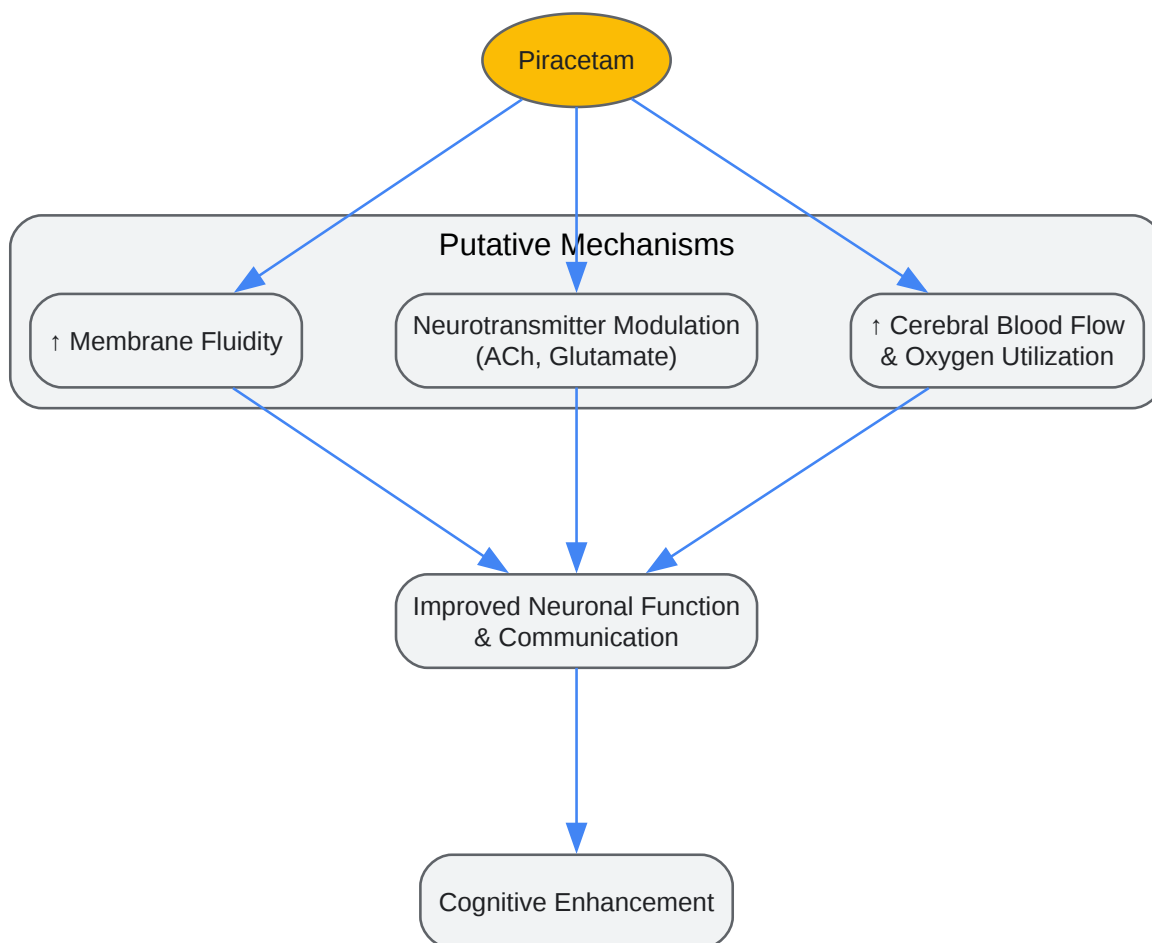 Piracetam
Putative Mechanisms
↑ Membrane Fluidity
Neurotransmitter Modulation
(ACh, Glutamate)
↑ Cerebral Blood Flow
& Oxygen Utilization
Improved Neuronal Function
& Communication
Cognitive Enhancement